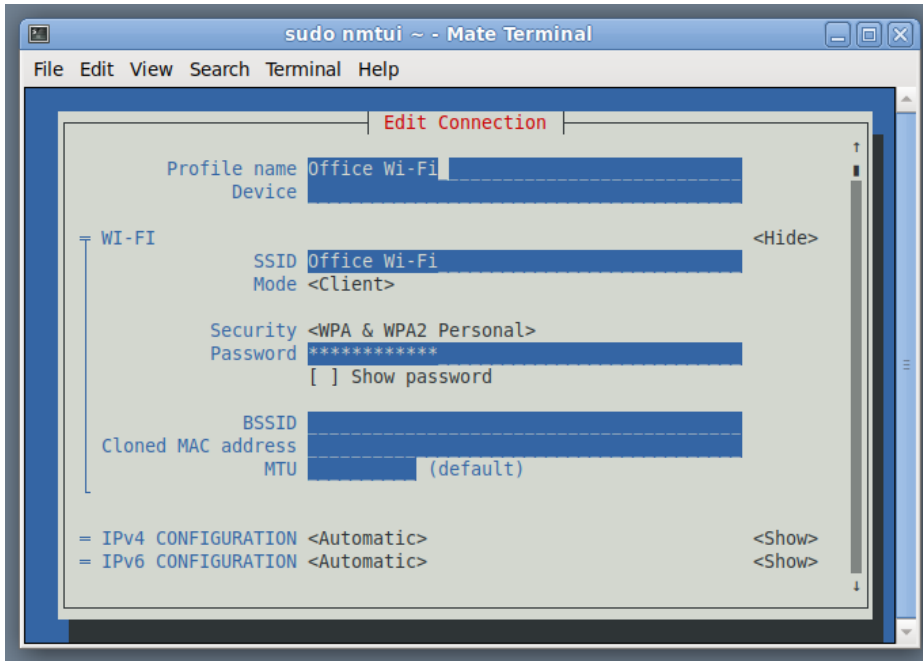 sudo nmtui ~ - Mate Terminal
File Edit View Search Terminal Help
Edit Connection
Profile name Office Wi-Fi
Device
WI-FI <Hide>
SSID Office Wi-Fi
Mode <Client>
Security <WPA & WPA2 Personal>
Password ************
[ ] Show password
BSSID
Cloned MAC address
MTU (default)
= IPv4 CONFIGURATION <Automatic> <Show>
= IPv6 CONFIGURATION <Automatic> <Show>